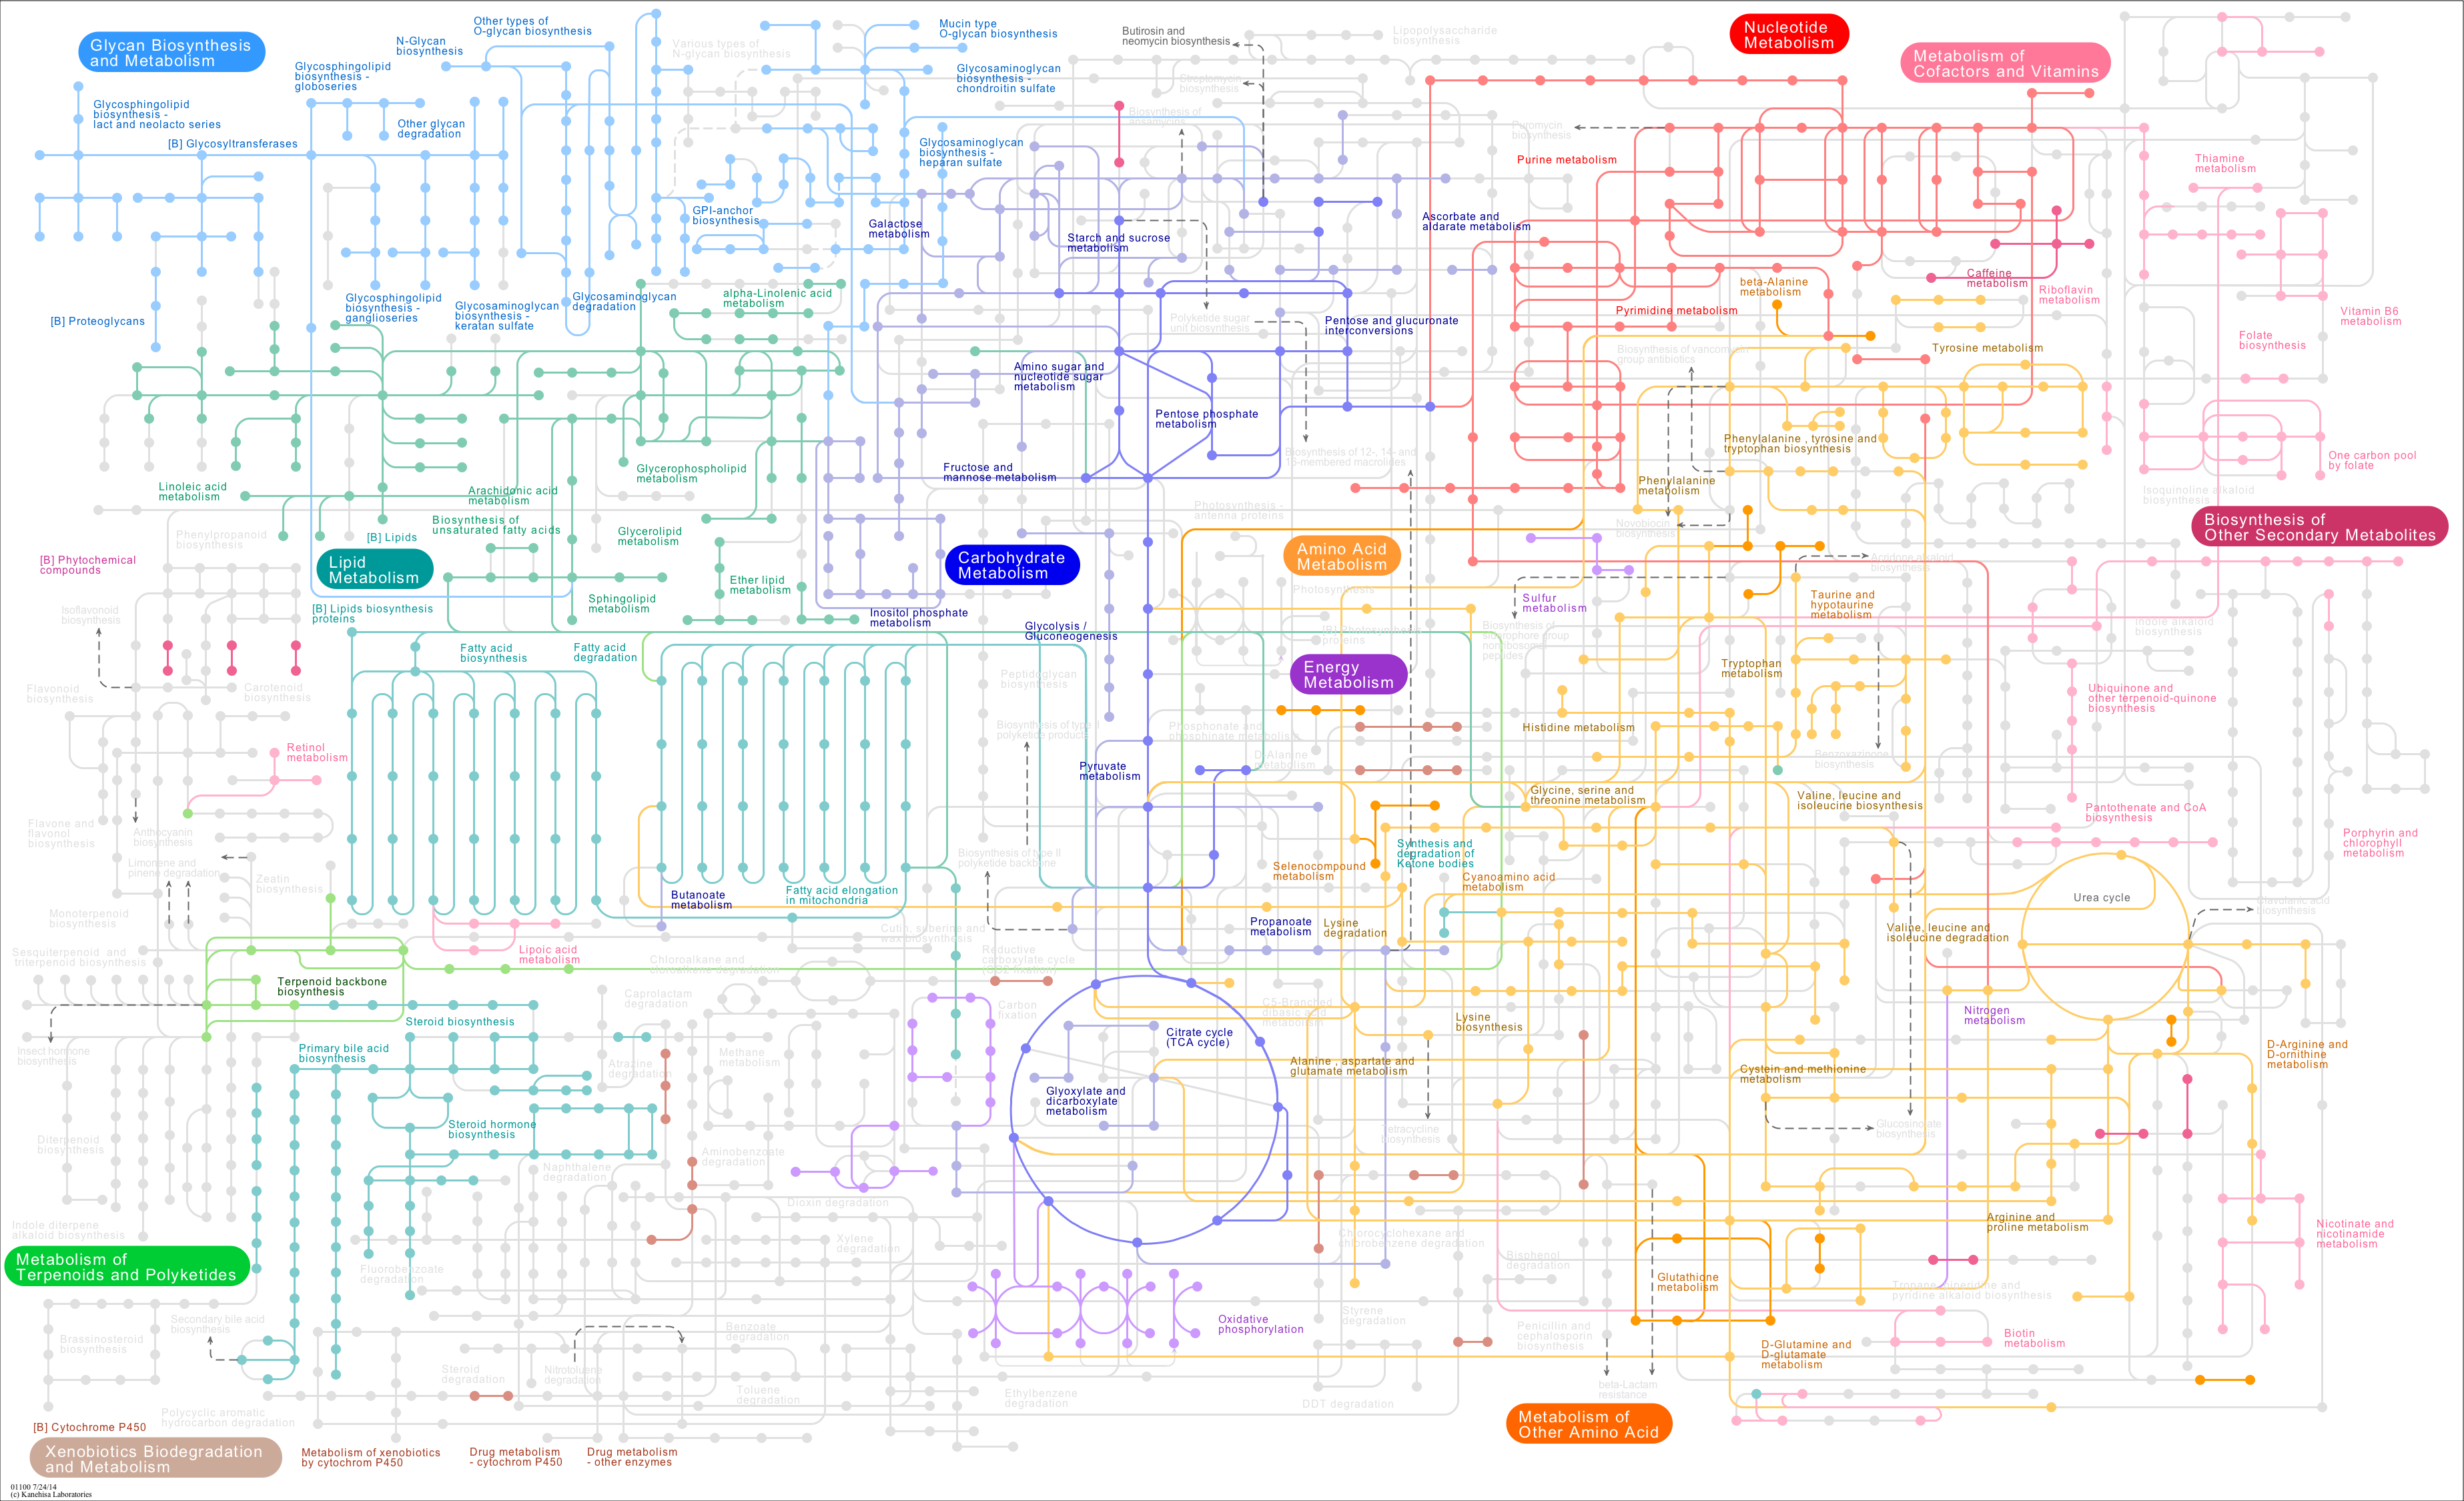 Glycan Biosynthesis
and Metabolism
Other types of
O-glycan biosynthesis
N-Glycan
biosynthesis
Glycosphingolipid
biosynthesis -
globoseries
Glycosphingolipid
biosynthesis -
lact and neolacto series
Other glycan
degradation
[B] Glycosyltransferases
Various types of
N-glycan biosynthesis
Mucin type
O-glycan biosynthesis
Glycosaminoglycan
biosynthesis -
chondroitin sulfate
Glycosaminoglycan
biosynthesis -
heparan sulfate
Butirosin and
neomycin biosynthesis
Streptomycin
biosynthesis
Biosynthesis of
ansamycins
Lipopolysaccharide
biosynthesis
Nucleotide
Metabolism
Metabolism of
Cofactors and Vitamins
Puromycin
biosynthesis
Purine metabolism
Thiamine
metabolism
GPI-anchor
biosynthesis
Galactose
metabolism
Starch and sucrose
metabolism
Ascorbate and
aldarate metabolism
Caffeine
metabolism
Riboflavin
metabolism
beta-Alanine
metabolism
Pyrimidine metabolism
Vitamin B6
metabolism
Folate
biosynthesis
Tyrosine metabolism
[B] Proteoglycans
Glycosphingolipid
biosynthesis -
ganglioseries
Glycosaminoglycan
biosynthesis -
keratan sulfate
Glycosaminoglycan
degradation
alpha-Linolenic acid
metabolism
Polyketide sugar
unit biosynthesis
Pentose and glucuronate
interconversions
Biosynthesis of vancomycin
group antibiotics
Amino sugar and
nucleotide sugar
metabolism
Pentose phosphate
metabolism
Phenylalanine , tyrosine and
tryptophan biosynthesis
Biosynthesis of 12-, 14- and
16-membered macrolides
One carbon pool
by folate
Linoleic acid
metabolism
Arachidonic acid
metabolism
Glycerophospholipid
metabolism
Fructose and
mannose metabolism
Phenylalanine
metabolism
Isoquinoline alkaloid
biosynthesis
Photosynthesis -
antenna proteins
Novobiocin
biosynthesis
Biosynthesis of
Other Secondary Metabolites
Phenylpropanoid
biosynthesis
Biosynthesis of
unsaturated fatty acids
[B] Lipids
Glycerolipid
metabolism
[B] Phytochemical
compounds
Lipid
Metabolism
Carbohydrate
Metabolism
Amino Acid
Metabolism
Acridone alkaloid
biosynthesis
Ether lipid
metabolism
Photosynthesis
Sphingolipid
metabolism
Inositol phosphate
metabolism
Sulfur
metabolism
Taurine and
hypotaurine
metabolism
Isoflavonoid
biosynthesis
[B] Lipids biosynthesis
proteins
Glycolysis /
Gluconeogenesis
[B] Photosynthesis
proteins
Biosynthesis of
siderophore group
nonribosomal
peptides
Indole alkaloid
biosynthesis
Fatty acid
biosynthesis
Fatty acid
degradation
Energy
Metabolism
Tryptophan
metabolism
Flavonoid
biosynthesis
Carotenoid
biosynthesis
Peptidoglycan
biosynthesis
Ubiquinone and
other terpenoid-quinone
biosynthesis
Biosynthesis of type II
polyketide products
Phosphonate and
phosphinate metabolism
Histidine metabolism
Retinol
metabolism
D-Alanine
metabolism
Benzoxazinone
biosynthesis
Pyruvate
metabolism
Glycine, serine and
threonine metabolism
Valine, leucine and
isoleucine biosynthesis
Pantothenate and CoA
biosynthesis
Flavone and
flavonol
biosynthesis
Anthocyanin
biosynthesis
Porphyrin and
chlorophyll
metabolism
Synthesis and
degradation of
Ketone bodies
Biosynthesis of type II
polyketide backbone
Limonene and
pinene degradation
Zeatin
biosynthesis
Selenocompound
metabolism
Cyanoamino acid
metabolism
Butanoate
metabolism
Fatty acid elongation
in mitochondria
Urea cycle
Clavulanic acid
biosynthesis
Monoterpenoid
biosynthesis
Propanoate
metabolism
Lysine
degradation
Valine, leucine and
isoleucine degradation
Cutin, suberine and
wax biosynthesis
Sesquiterpenoid and
triterpenoid biosynthesis
Lipoic acid
metabolism
Chloroalkane and
chloroalkene degradation
Reductive
carboxylate cycle
Terpenoid backbone
biosynthesis
Caprolactam
degradation
Carbon
fixation
C5-Branched
dibasic acid
metabolism
Steroid biosynthesis
Lysine
biosynthesis
Nitrogen
metabolism
Insect hormone
biosynthesis
Primary bile acid
biosynthesis
Atrazine
degradation
Methane
metabolism
Citrate cycle
(TCA cycle)
Alanine , aspartate and
glutamate metabolism
Cystein and methionine
metabolism
D-Arginine and
D-ornithine
metabolism
Glyoxylate and
dicarboxylate
metabolism
Steroid hormone
biosynthesis
Diterpenoid
biosynthesis
Tetracycline
biosynthesis
Glucosinolate
biosynthesis
Aminobenzoate
degradation
Naphthalene
degradation
Dioxin degradation
Indole diterpene
alkaloid biosynthesis
Xylene
degradation
Chlorocyclohexane and
chlorobenzene degradation
Arginine and
proline metabolism
Nicotinate and
nicotinamide
metabolism
Metabolism of
Terpenoids and Polyketides
Fluorobenzoate
degradation
Bisphenol
degradation
Glutathione
metabolism
Tropane, piperidine and
pyridine alkaloid biosynthesis
Secondary bile acid
biosynthesis
Brassinosteroid
biosynthesis
Benzoate
degradation
Oxidative
phosphorylation
Styrene
degradation
Penicillin and
cephalosporin
biosynthesis
Biotin
metabolism
D-Glutamine and
D-glutamate
metabolism
Steroid
degradation
Nitrotoluene
degradation
Toluene
degradation
Ethylbenzene
degradation
DDT degradation
beta-Lactam
resistance
Polycyclic aromatic
hydrocarbon degradation
Metabolism of
Other Amino Acid
[B] Cytochrome P450
Xenobiotics Biodegradation
and Metabolism
Metabolism of xenobiotics
by cytochrom P450
Drug metabolism
- cytochrom P450
Drug metabolism
- other enzymes
01100 7/24/14
(c) Kanehisa Laboratories